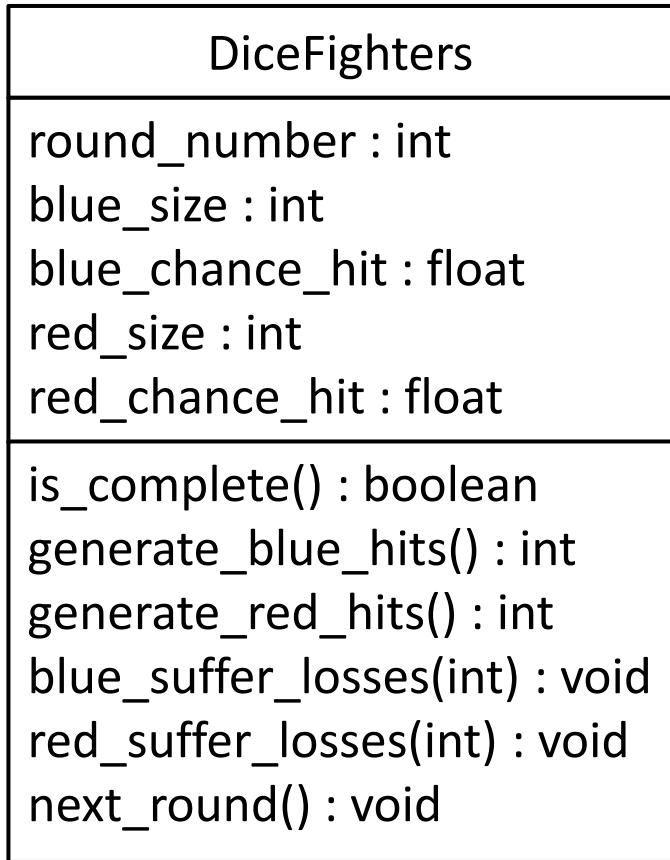 DiceFighters
round_number : int
blue_size : int
blue_chance_hit : float
red_size : int
red_chance_hit : float
is_complete() : boolean
generate_blue_hits() : int
generate_red_hits() : int
blue_suffer_losses(int) : void
red_suffer_losses(int) : void
next_round() : void